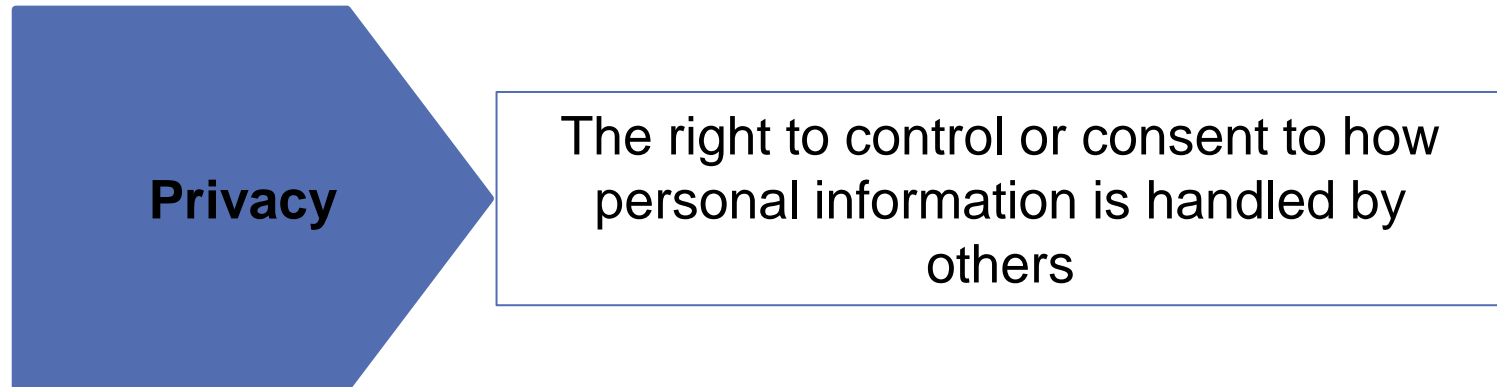 Privacy
The right to control or consent to how
personal information is handled by
others